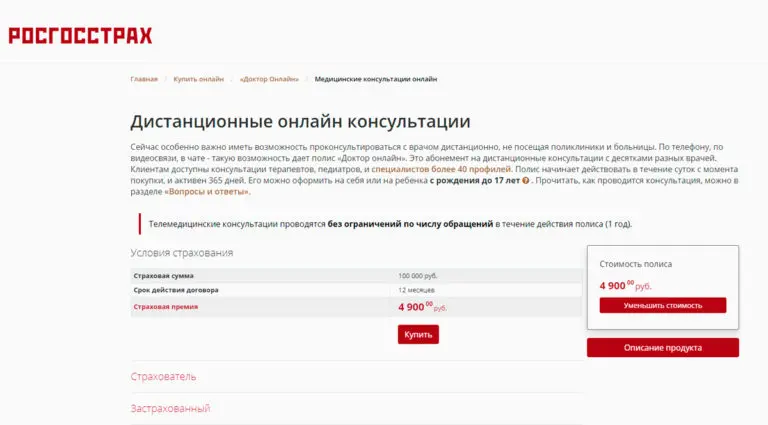 РОСГОССТРАХ
Главная / Купить онлайн . «Доктор Онлайн» / Медицинские консультации онлайн
Дистанционные онлайн консультации
Сейчас особенно важно иметь возможность проконсультироваться с врачом дистанционно, не посещая поликлиники и больницы. По телефону, по
видеосвязи, в чате - такую возможность дает полис «Доктор онлайн». Это абонемент на дистанционные консультации с десятками разных врачей.
Клиентам доступны консультации терапевтов, педиатров, и специалистов более 40 профилей. Полис начинает действовать в течение суток с момента
покупки, и активен 365 дней. Его можно оформить на себя или на ребенка с рождения до 17 лет ? . Прочитать, как проводится консультация, можно в
разделе «Вопросы и ответы».
Телемедицинские консультации проводятся без ограничений по числу обращений в течение действия полиса (1 год).
Условия страхования
Страховая сумма 100 000 руб.
Срок действия договора 12 месяцев
Страховая премия 4 900 00 руб.
Купить
Стоимость полиса
4 900 00 руб.
Уменьшить стоимость
Описание продукта
Страхователь
Застрахованный